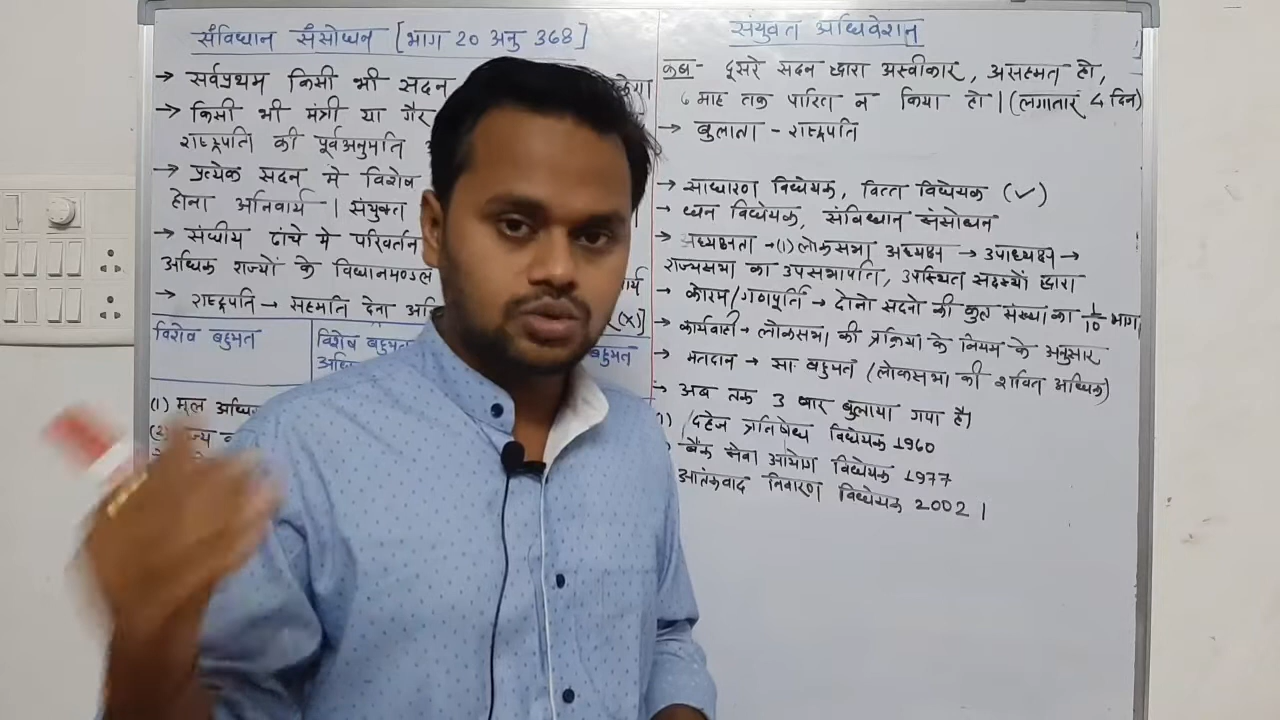 संविधान संसोधन [भाग 20 अनु 368]
→ सर्वप्रथम किसी भी सदन
→ किसी भी मंत्री या गैर
राष्ट्रपति की पूर्वअनुमति
→ प्रत्येक सदन मे विशेष
होना अनिवार्य । संयुक्त
→ संघीय ढांचे मे परिवर्तन
अधिक राज्यों के विधानमण्डल
→ राष्ट्रपति → सहमति देना (x)]
विशेष बहुमत
विशेष बहुमत
बहुमत
(1) मूल
(2)
संयुक्त अधिवेशन
कब - दूसरे सदन द्वारा अस्वीकार, असहमत हो,
6 माह तक पारित न किया हो । (लगातार 4 दिन)
→ बुलाता - राष्ट्रपति
→ साधारण विधेयक, वित्त विधेयक (✓)
→ धन विधेयक, संविधान संसोधन
→ अध्यक्षता → (1) लोकसभा अध्यक्ष → उपाध्यक्ष →
राज्यसभा का उपसभापति, उपस्थित सदस्यों द्वारा
→ कोरम/गणपूर्ति → दोनो सदनो की कुल संख्या का 1/10 भाग
→ कार्यवाही → लोकसभा की प्रक्रिया के नियम के अनुसार
→ मतदान → सा. बहुमत (लोकसभा की शक्ति अधिक)
→ अब तक 3 बार बुलाया गया है।
1) दहेज प्रतिषेध विधेयक 1960
बैंक सेवा आयोग विधेयक 1977
आतंकवाद निवारण विधेयक 2002 ।